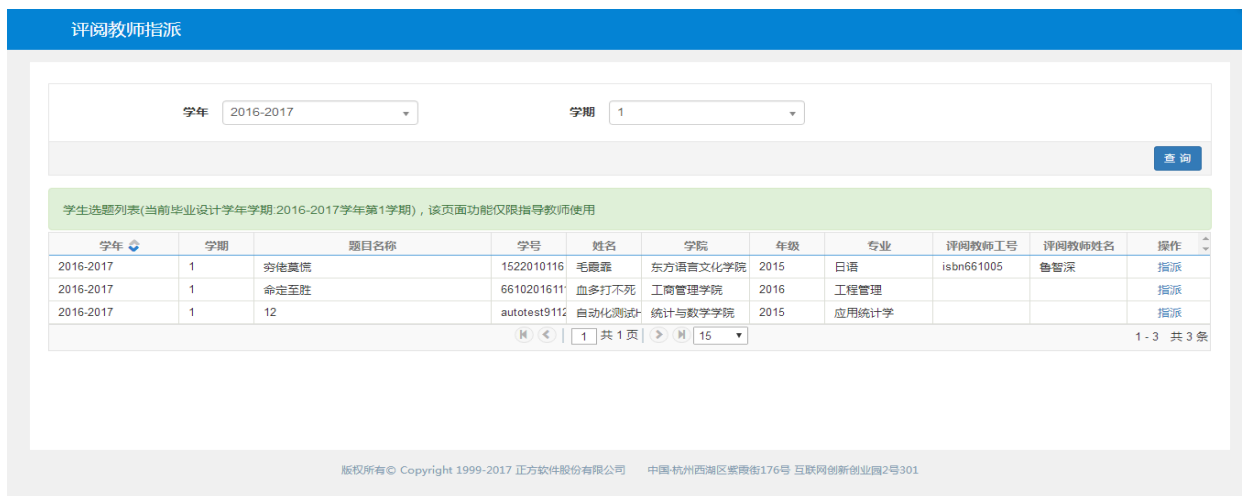 评阅教师指派
学年 2016-2017 学期 1
查 询
学生选题列表(当前毕业设计学年学期:2016-2017学年第1学期)，该页面功能仅限指导教师使用
学年 学期 题目名称 学号 姓名 学院 年级 专业 评阅教师工号 评阅教师姓名 操作
2016-2017 1 穷佬莫慌 1522010116 毛霞霏 东方语言文化学院 2015 日语 isbn661005 鲁智深 指派
2016-2017 1 命定至胜 6610201611 血多打不死 工商管理学院 2016 工程管理 指派
2016-2017 1 12 autotest9112 自动化测试 统计与数学学院 2015 应用统计学 指派
1 共 1 页 15 1 - 3 共 3 条
版权所有© Copyright 1999-2017 正方软件股份有限公司 中国·杭州西湖区紫霞街176号 互联网创新创业园2号301